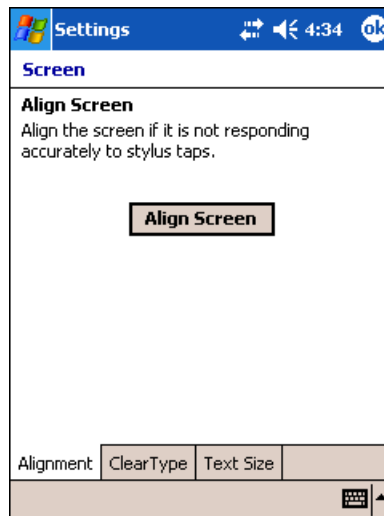 Settings 4:34 ok
Screen
Align Screen
Align the screen if it is not responding
accurately to stylus taps.
Align Screen
Alignment ClearType Text Size